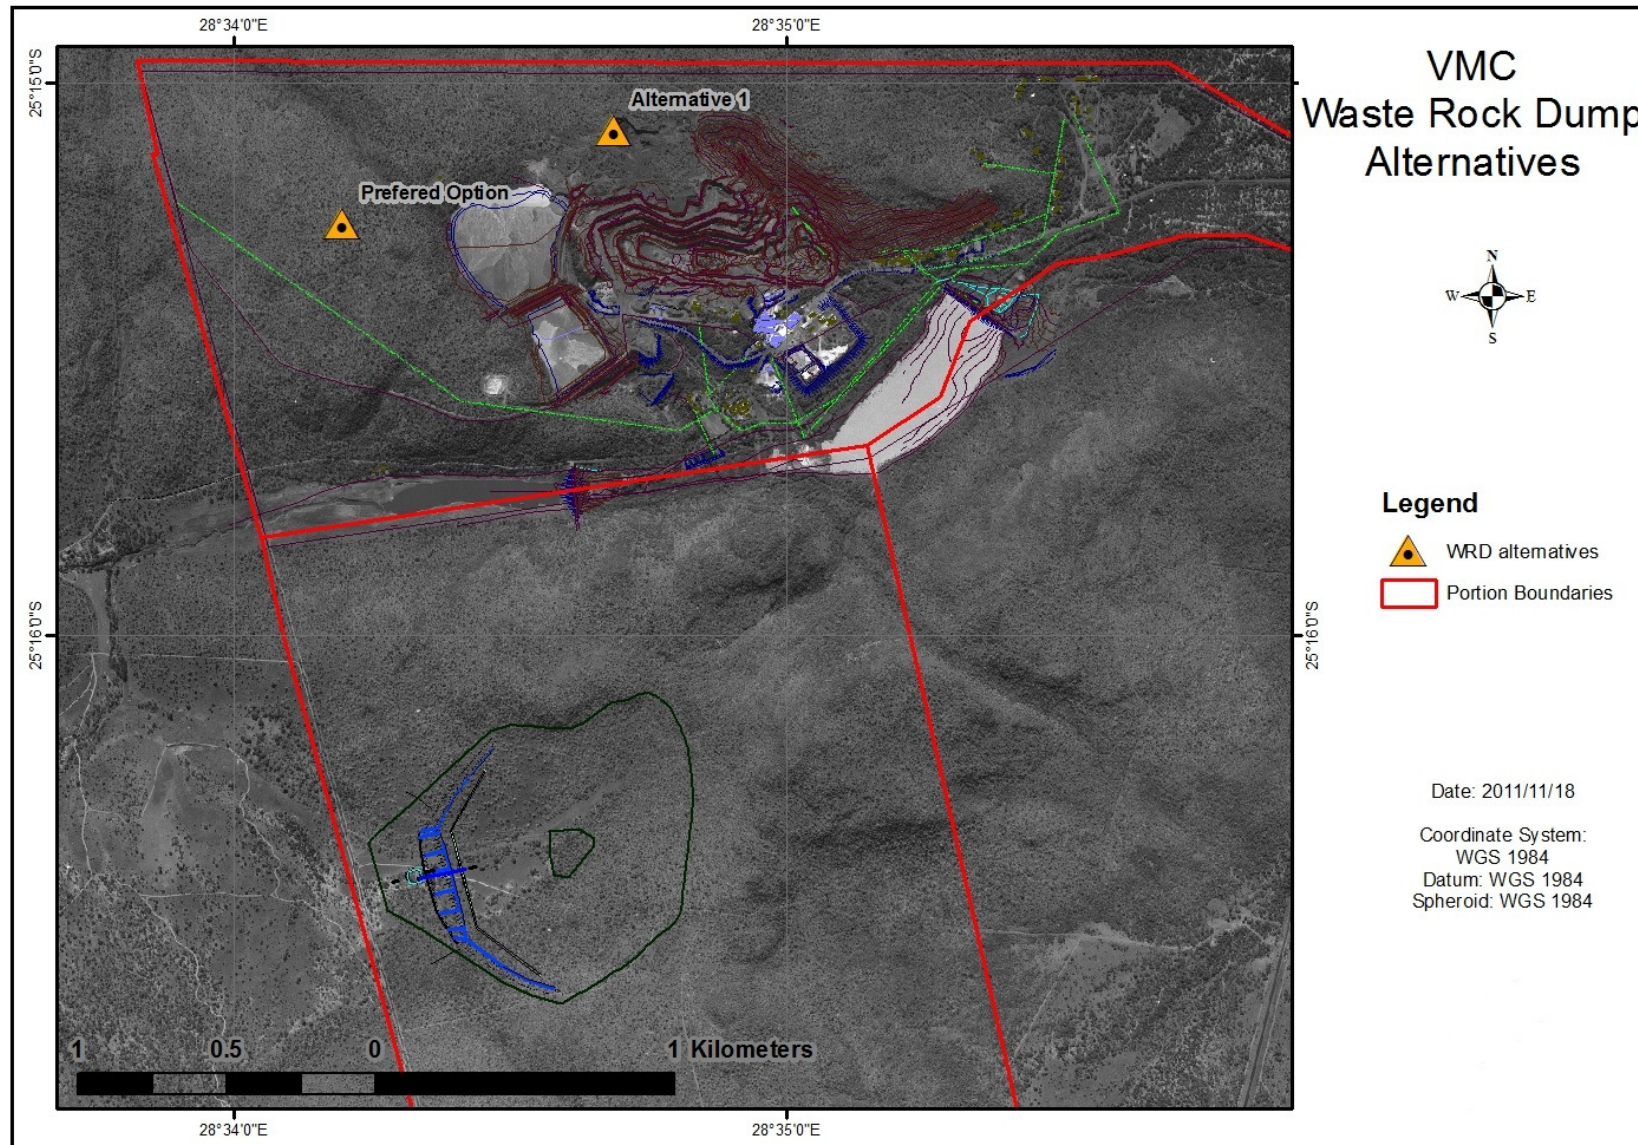 28°34'0"E
28°35'0"E
25°15'0"S
VMC
Waste Rock Dump
Alternatives
Alternative 1
Prefered Option
N
W
E
S
Legend
WRD alternatives
Portion Boundaries
25°16'0"S
25°16'0"S
Date: 2011/11/18
Coordinate System:
WGS 1984
Datum: WGS 1984
Spheroid: WGS 1984
1 0.5 0 1 Kilometers
28°34'0"E
28°35'0"E